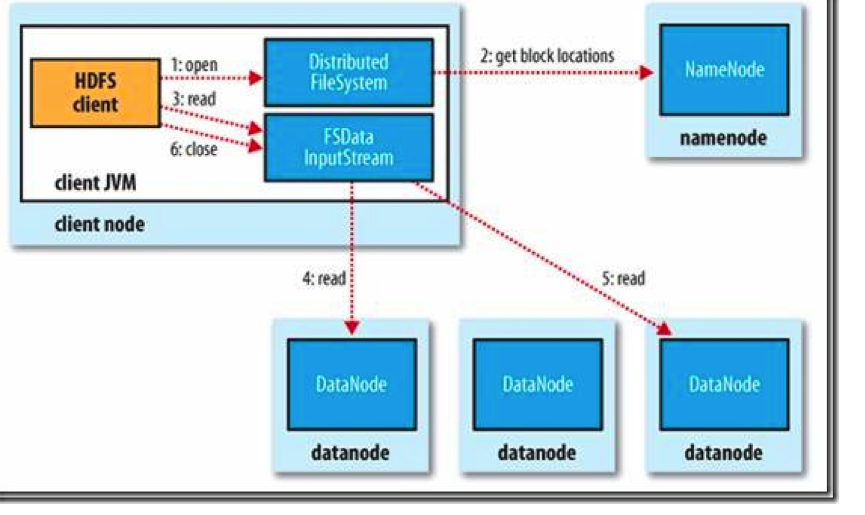 HDFS
client
1: open
3: read
6: close
Distributed
FileSystem
FSData
InputStream
2: get block locations
NameNode
namenode
client JVM
client node
4: read
5: read
DataNode
DataNode
DataNode
datanode
datanode
datanode